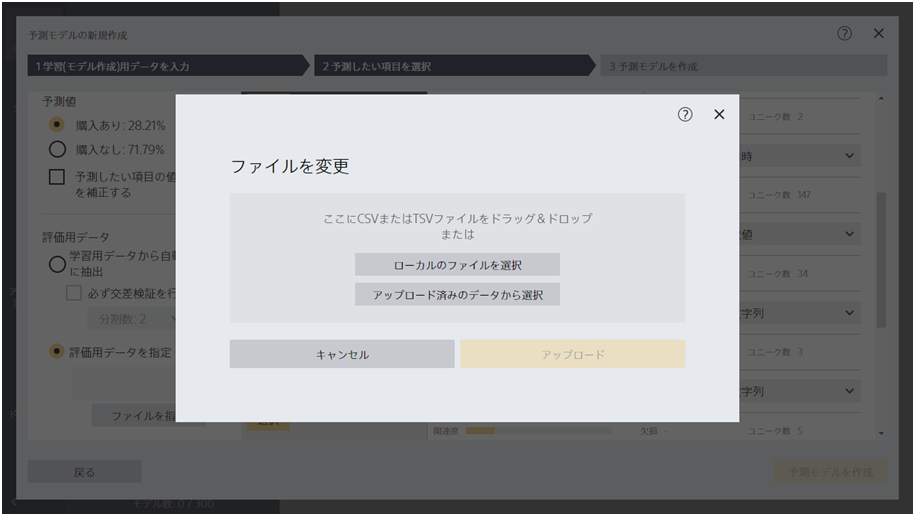 予測モデルの新規作成
1 学習(モデル作成)用データを入力
2 予測したい項目を選択
3 予測モデルを作成
予測値
購入あり: 28.21%
購入なし: 71.79%
予測したい項目の値
を補正する
評価用データ
学習用データから自動
に抽出
必ず交差検証を行
分割数: 2
評価用データを指定
ファイルを指
戻る
?
ファイルを変更
ここにCSVまたはTSVファイルをドラッグ＆ドロップ
または
ローカルのファイルを選択
アップロード済みのデータから選択
キャンセル
アップロード
ユニーク数 2
時
ユニーク数 147
値
ユニーク数 34
字列
ユニーク数 3
字列
関連度
欠損 -
ユニーク数 5
予測モデルを作成
モデル数: 0 / 300